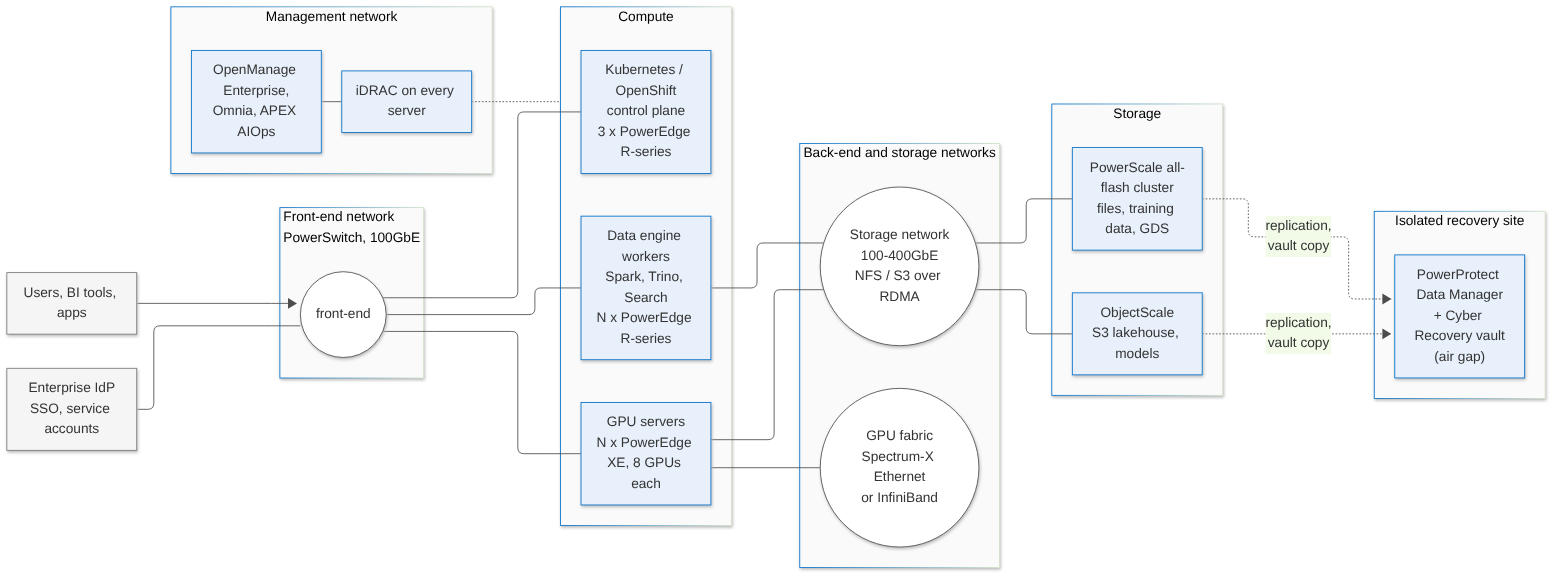 Management network
OpenManage
Enterprise,
Omnia, APEX
AIOps
iDRAC on every
server
Front-end network
PowerSwitch, 100GbE
front-end
Users, BI tools,
apps
Enterprise IdP
SSO, service
accounts
Compute
Kubernetes /
OpenShift
control plane
3 x PowerEdge
R-series
Data engine
workers
Spark, Trino,
Search
N x PowerEdge
R-series
GPU servers
N x PowerEdge
XE, 8 GPUs
each
Back-end and storage networks
Storage network
100-400GbE
NFS / S3 over
RDMA
GPU fabric
Spectrum-X
Ethernet
or InfiniBand
Storage
PowerScale all-
flash cluster
files, training
data, GDS
ObjectScale
S3 lakehouse,
models
replication,
vault copy
replication,
vault copy
Isolated recovery site
PowerProtect
Data Manager
+ Cyber
Recovery vault
(air gap)